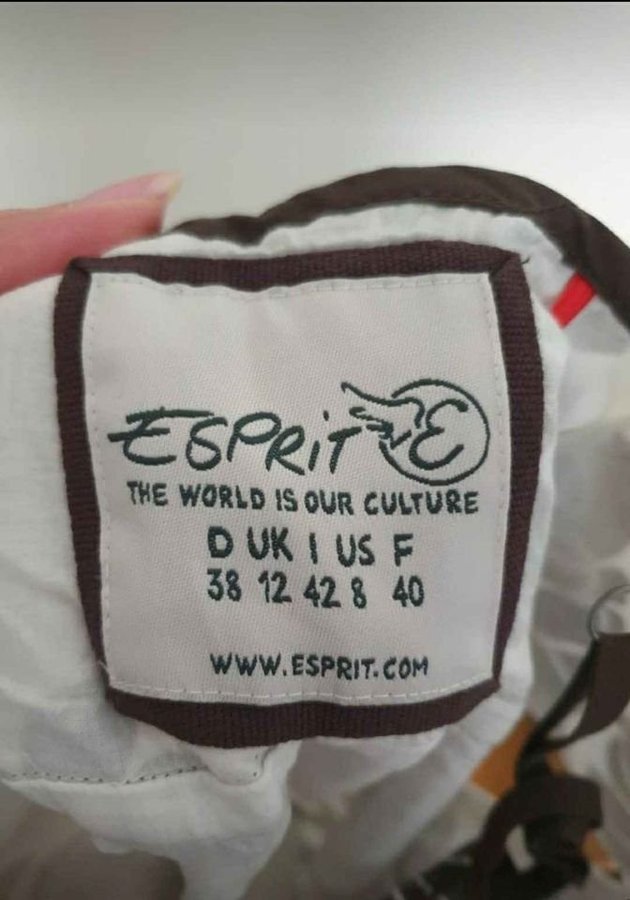 ESPRIT E
THE WORLD IS OUR CULTURE
D UK I US F
38 12 42 8 40
WWW.ESPRIT.COM